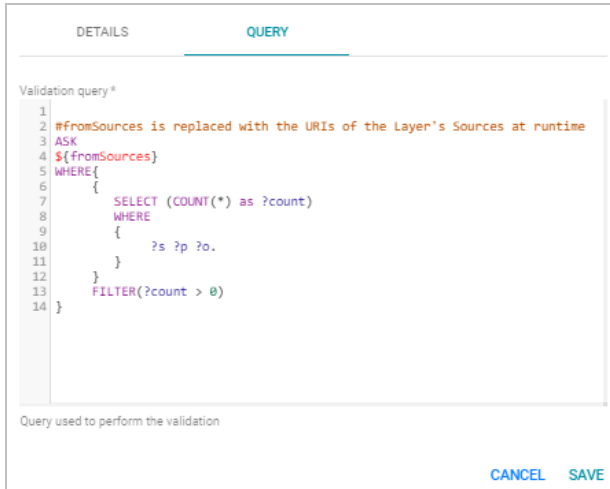 DETAILS QUERY
Validation query *
1
2 #fromSources is replaced with the URIs of the Layer's Sources at runtime
3 ASK
4 ${fromSources}
5 WHERE{
6 {
7 SELECT (COUNT(*) as ?count)
8 WHERE
9 {
10 ?s ?p ?o.
11 }
12 }
13 FILTER(?count > 0)
14 }
Query used to perform the validation
CANCEL SAVE